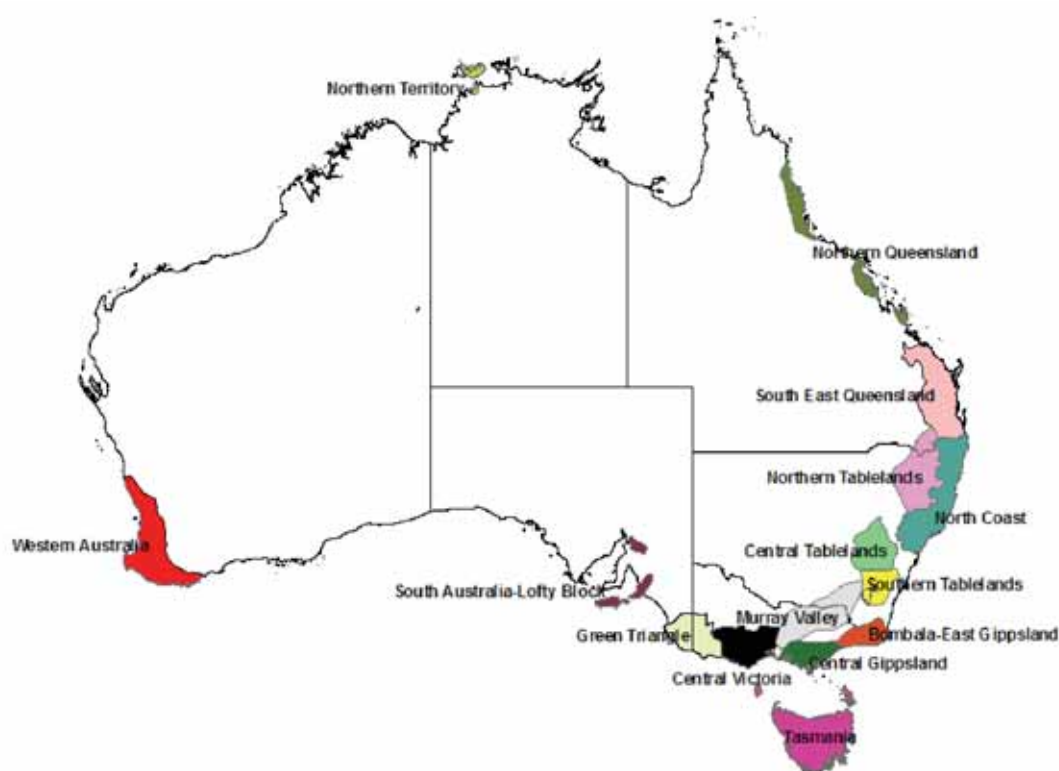 Northern Territory
Northern Queensland
South East Queensland
Northern Tablelands
North Coast
Western Australia
Central Tablelands
Southern Tablelands
South Australia-Lofty Block
Murray Valley
Green Triangle
Bombala-East Gippsland
Central Gippsland
Central Victoria
Tasmania